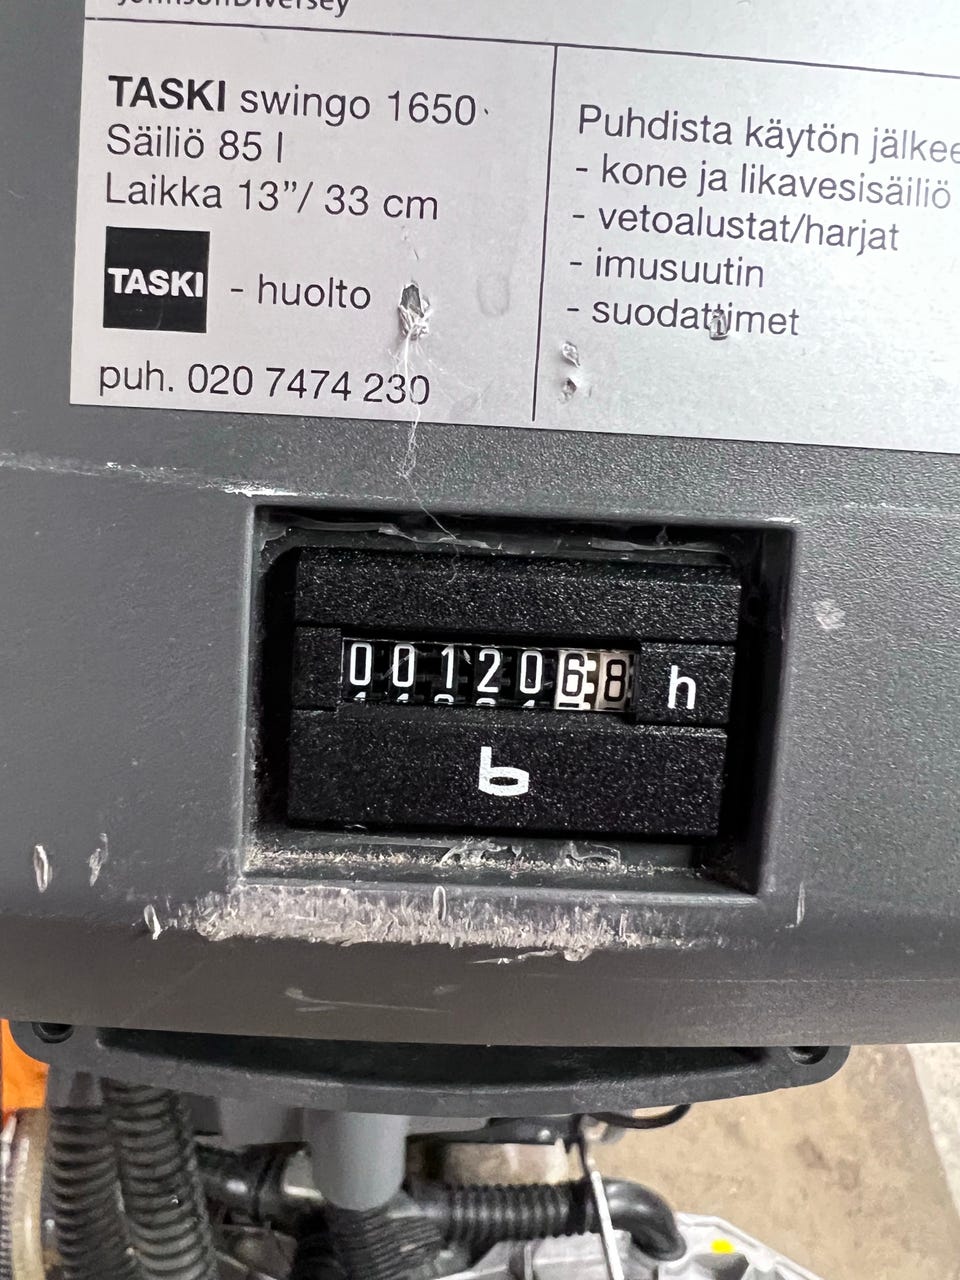 JohnsonDiversey
TASKI swingo 1650
Säiliö 85 l
Laikka 13”/ 33 cm
TASKI - huolto
puh. 020 7474 230
Puhdista käytön
- kone ja likavesisäiliö
- vetoalustat/harjat
- imusuutin
- suodattimet
0012068 h
b